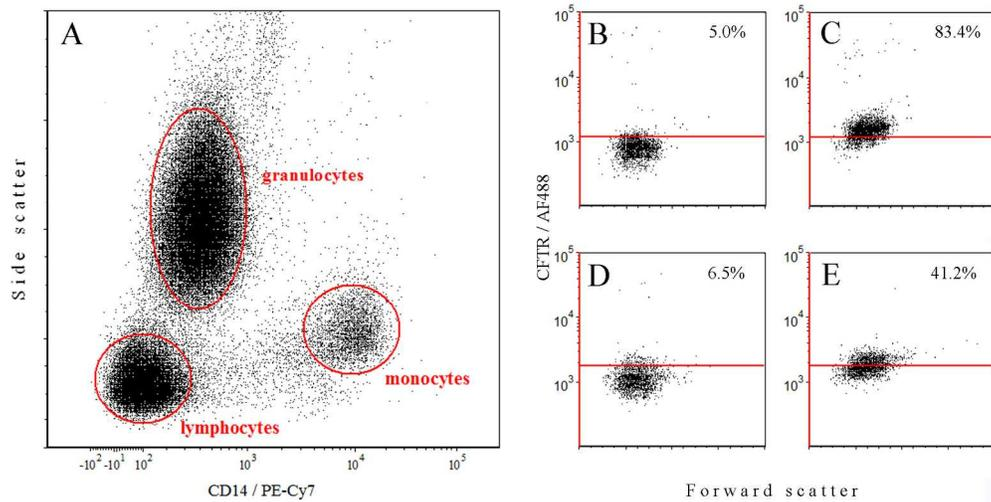 A
granulocytes
monocytes
lymphocytes
Side scatter
-10² -10¹ 10² 10³ 10⁴ 10⁵
CD14 / PE-Cy7
B
5.0%
10⁵
10⁴
10³
C
83.4%
10⁵
10⁴
10³
CFTR / AF488
D
6.5%
10⁵
10⁴
10³
E
41.2%
10⁵
10⁴
10³
Forward scatter